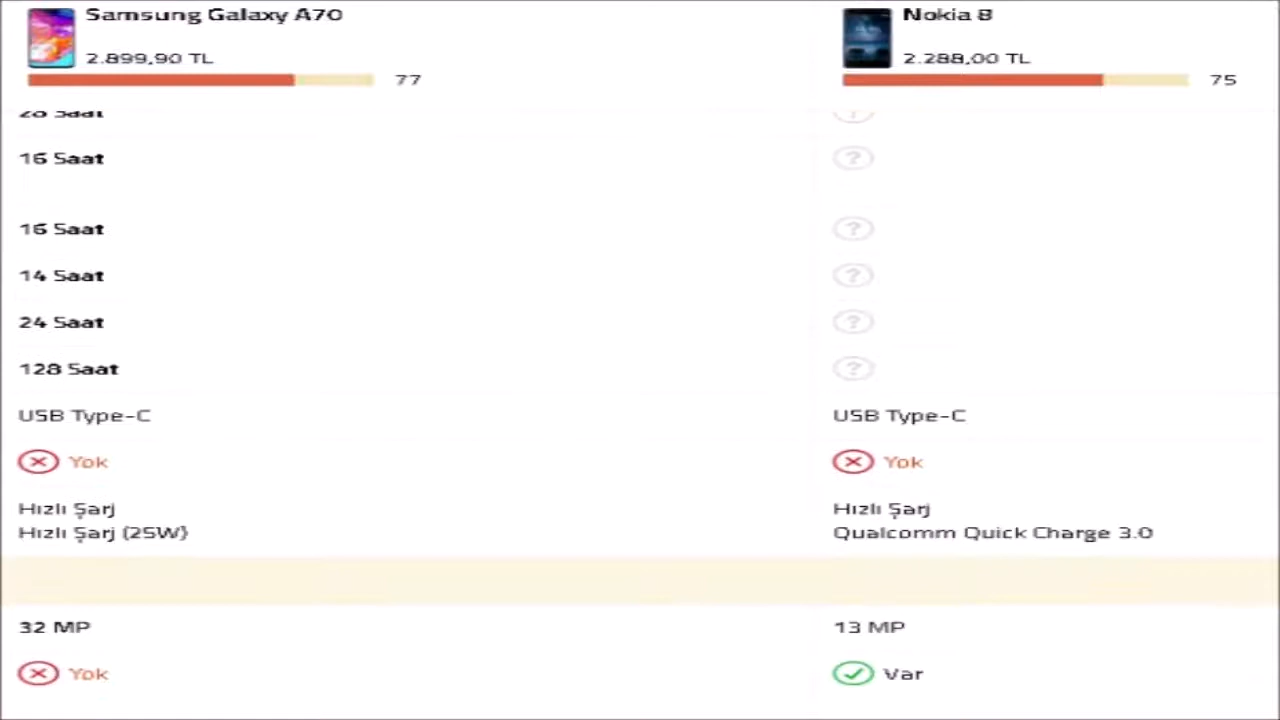 Samsung Galaxy A70
Nokia 8
2.899,90 TL
2.288,00 TL
77
75
Saat
?
16 Saat
?
16 Saat
?
14 Saat
?
24 Saat
?
128 Saat
?
USB Type-C
USB Type-C
Yok
Yok
Hızlı Şarj
Hızlı Şarj
Hızlı Şarj (25W)
Qualcomm Quick Charge 3.0
32 MP
13 MP
Yok
Var